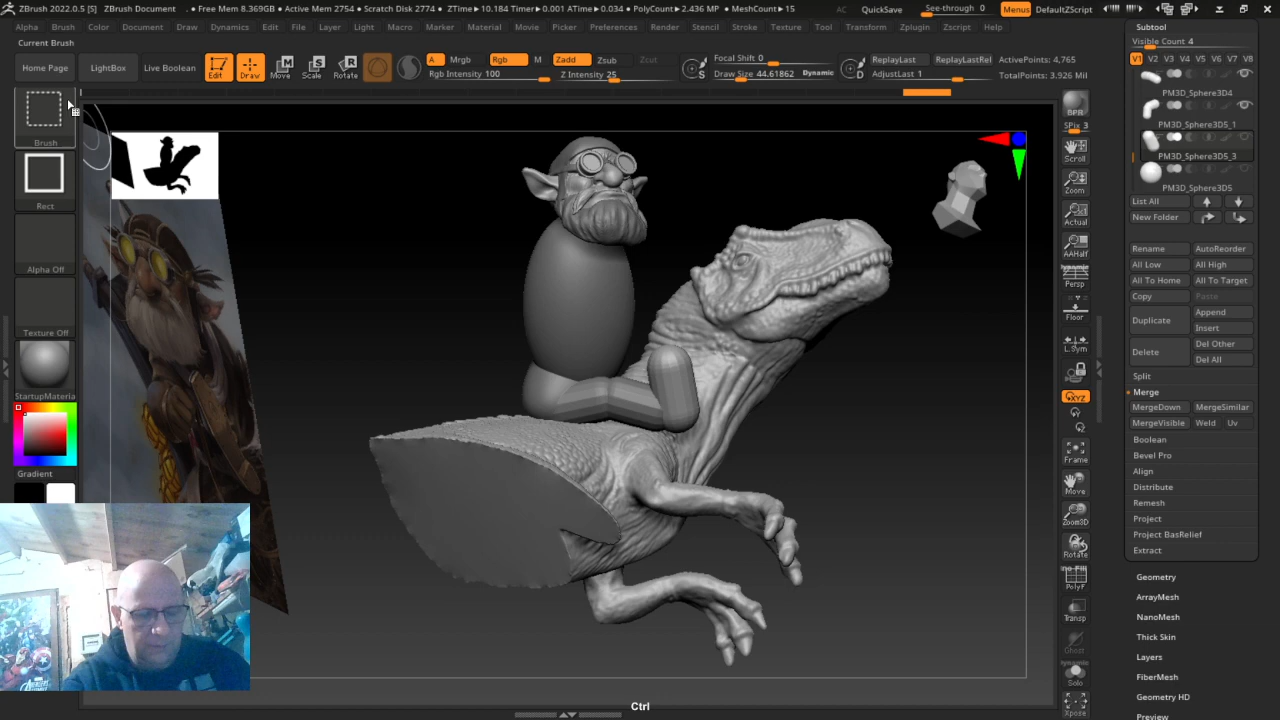 ZBrush 2022.0.5 [S] ZBrush Document . • Free Mem 8.369GB • Active Mem 2754 • Scratch Disk 2774 • ZTime▸10.184 Timer▸0.001 ATime▸0.034 • PolyCount▸2.436 MP • MeshCount▸15 AC QuickSave See-through 0 Menus DefaultZScript
Alpha Brush Color Document Draw Dynamics Edit File Layer Light Macro Marker Material Movie Picker Preferences Render Stencil Stroke Texture Tool Transform Zplugin Zscript Help
Current Brush
Home Page LightBox Live Boolean Edit Draw Move Scale Rotate
A Mrgb Rgb M Zadd Zsub Zcut
Rgb Intensity 100 Z Intensity 25
Focal Shift 0
Draw Size 44.61862 Dynamic
S D
ReplayLast ReplayLastRel ActivePoints: 4,765
AdjustLast 1 TotalPoints: 3.926 Mil
Brush
Rect
Alpha Off
Texture Off
StartupMateria
Gradient
BPR
SPix 3
Scroll
Zoom
Actual
AAHalf
Dynamic
Persp
Floor
L.Sym
XYZ
Y
Z
Frame
Move
Zoom3D
Rotate
PolyF
Transp
Ghost
Dynamic
Solo
Xpose
Subtool
Visible Count 4
V1 V2 V3 V4 V5 V6 V7 V8
PM3D_Sphere3D4
PM3D_Sphere3D5_1
PM3D_Sphere3D5_3
PM3D_Sphere3D5
List All
New Folder
Rename AutoReorder
All Low All High
All To Home All To Target
Copy Paste
Duplicate Append
Insert
Delete Del Other
Del All
Split
Merge
MergeDown MergeSimilar
MergeVisible Weld Uv
Boolean
Bevel Pro
Align
Distribute
Remesh
Project
Project BasRelief
Extract
Geometry
ArrayMesh
NanoMesh
Thick Skin
Layers
FiberMesh
Geometry HD
Preview
Ctrl